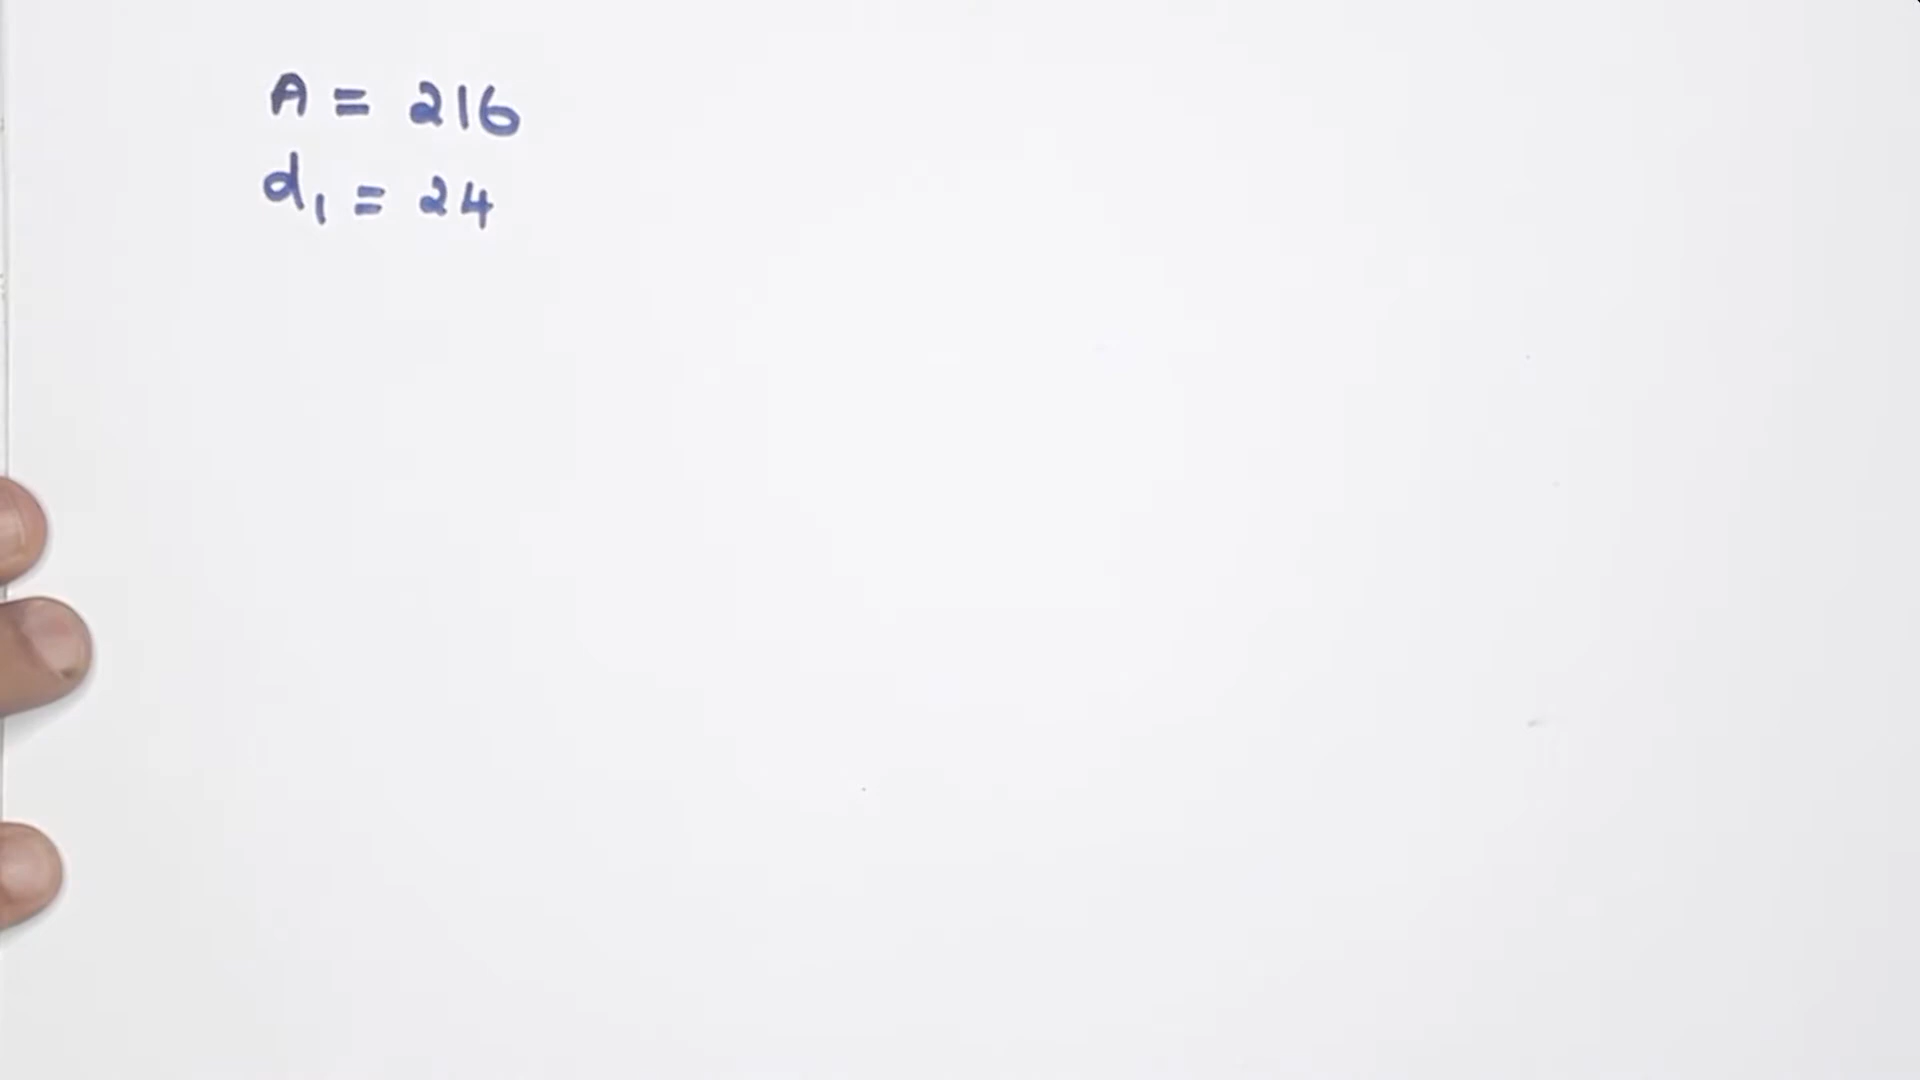 A = 216
d₁ = 24